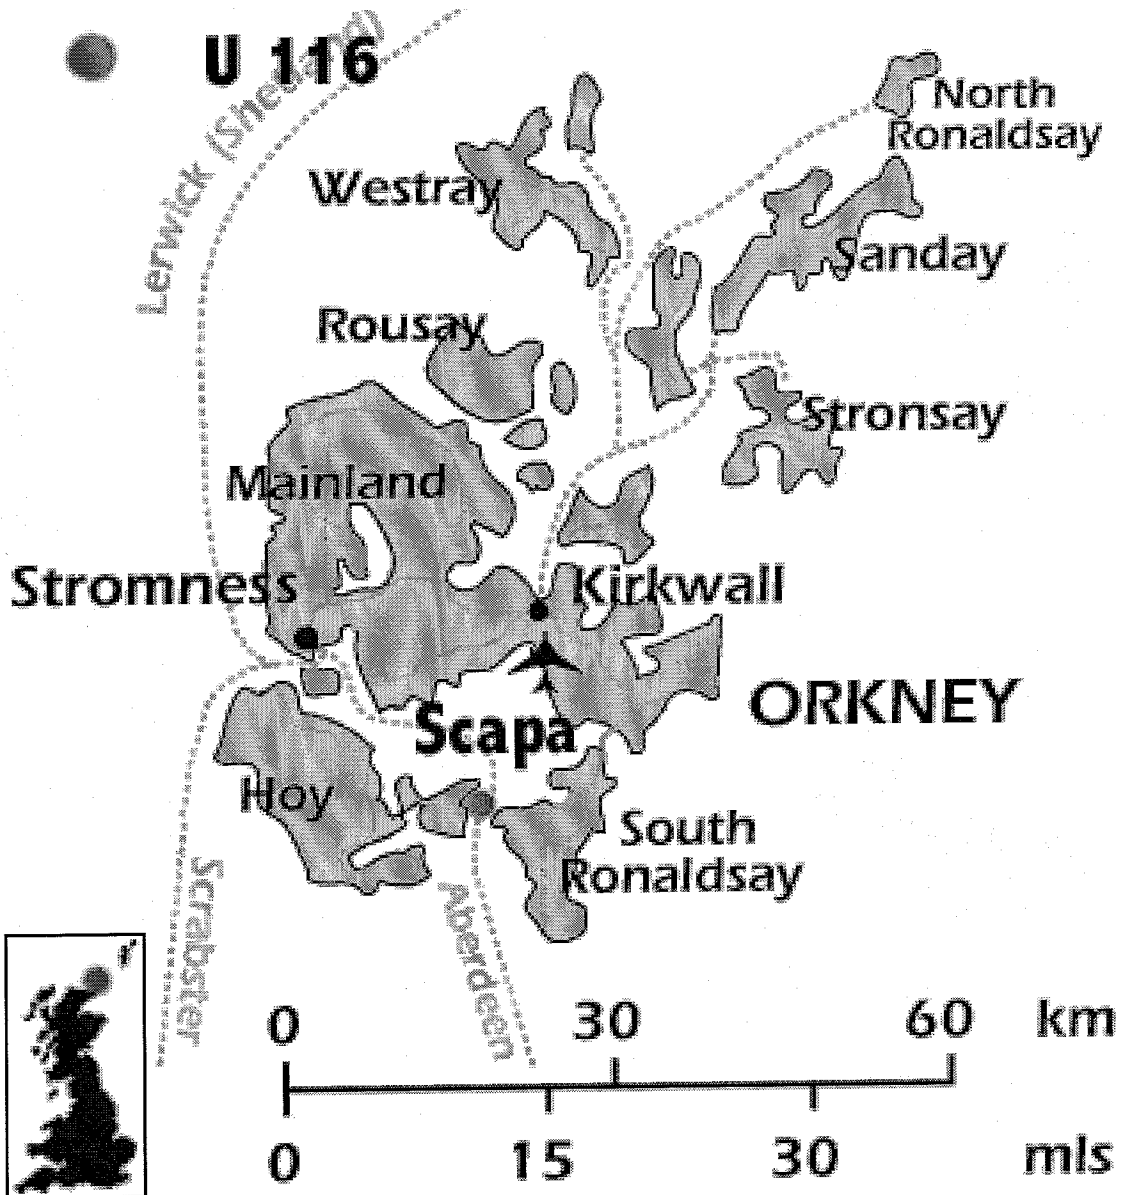 U 116
Lerwick (Shetland)
North
Ronaldsay
Westray
Sanday
Rousay
Stronsay
Mainland
Stromness
Kirkwall
ORKNEY
Scapa
Hoy
South
Ronaldsay
Scrabster
Aberdeen
0 30 60 km
0 15 30 mls